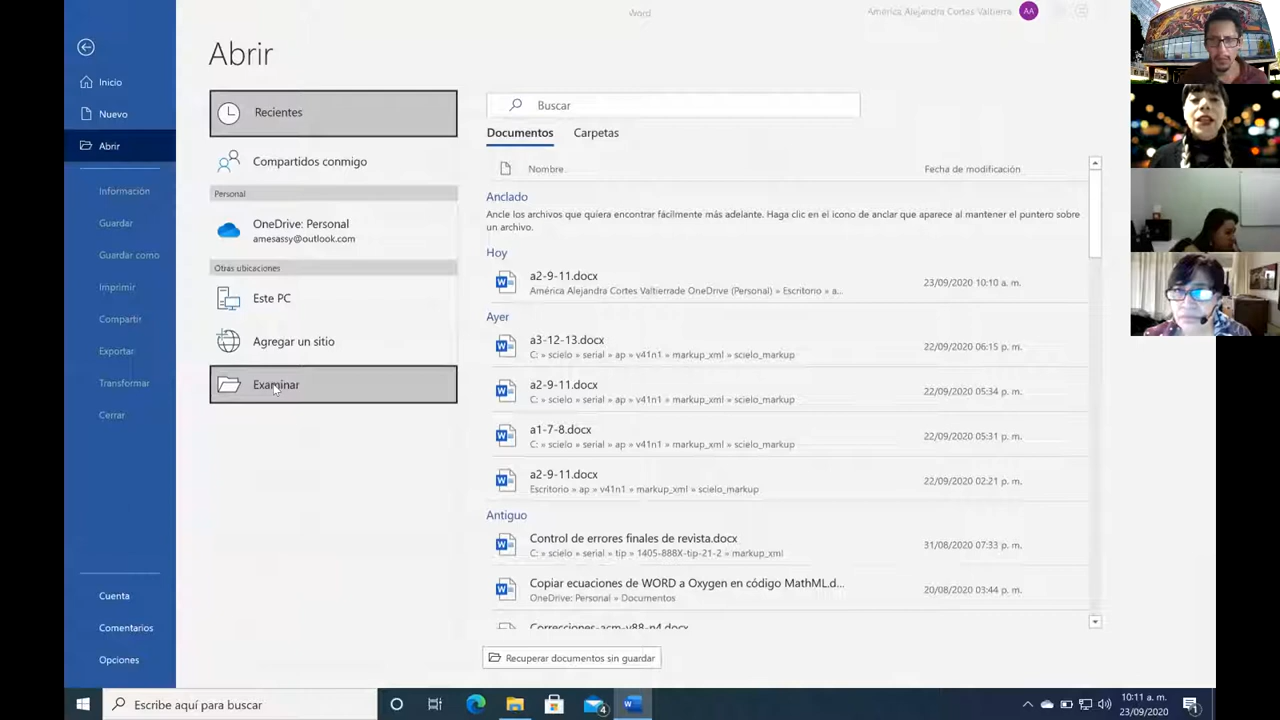 Word
América Alejandra Cortes Valtierra
AA
Abrir
Inicio
Nuevo
Abrir
Información
Guardar
Guardar como
Imprimir
Compartir
Exportar
Transformar
Cerrar
Cuenta
Comentarios
Opciones
Recientes
Compartidos conmigo
Personal
OneDrive: Personal
amesassy@outlook.com
Otras ubicaciones
Este PC
Agregar un sitio
Examinar
Buscar
Documentos Carpetas
Nombre Fecha de modificación
Anclado
Ancle los archivos que quiera encontrar fácilmente más adelante. Haga clic en el icono de anclar que aparece al mantener el puntero sobre
un archivo.
Hoy
a2-9-11.docx
América Alejandra Cortes Valtierrade OneDrive (Personal) » Escritorio » a...
23/09/2020 10:10 a. m.
Ayer
a3-12-13.docx
C: » scielo » serial » ap » v41n1 » markup_xml » scielo_markup
22/09/2020 06:15 p. m.
a2-9-11.docx
C: » scielo » serial » ap » v41n1 » markup_xml » scielo_markup
22/09/2020 05:34 p. m.
a1-7-8.docx
C: » scielo » serial » ap » v41n1 » markup_xml » scielo_markup
22/09/2020 05:31 p. m.
a2-9-11.docx
Escritorio » ap » v41n1 » markup_xml » scielo_markup
22/09/2020 02:21 p. m.
Antiguo
Control de errores finales de revista.docx
C: » scielo » serial » tip » 1405-888X-tip-21-2 » markup_xml
31/08/2020 07:33 p. m.
Copiar ecuaciones de WORD a Oxygen en código MathML.d...
OneDrive: Personal » Documentos
20/08/2020 03:44 p. m.
Correcciones-acm-v88-n4.docx
Recuperar documentos sin guardar
Escribe aquí para buscar
4
10:11 a. m.
23/09/2020
1